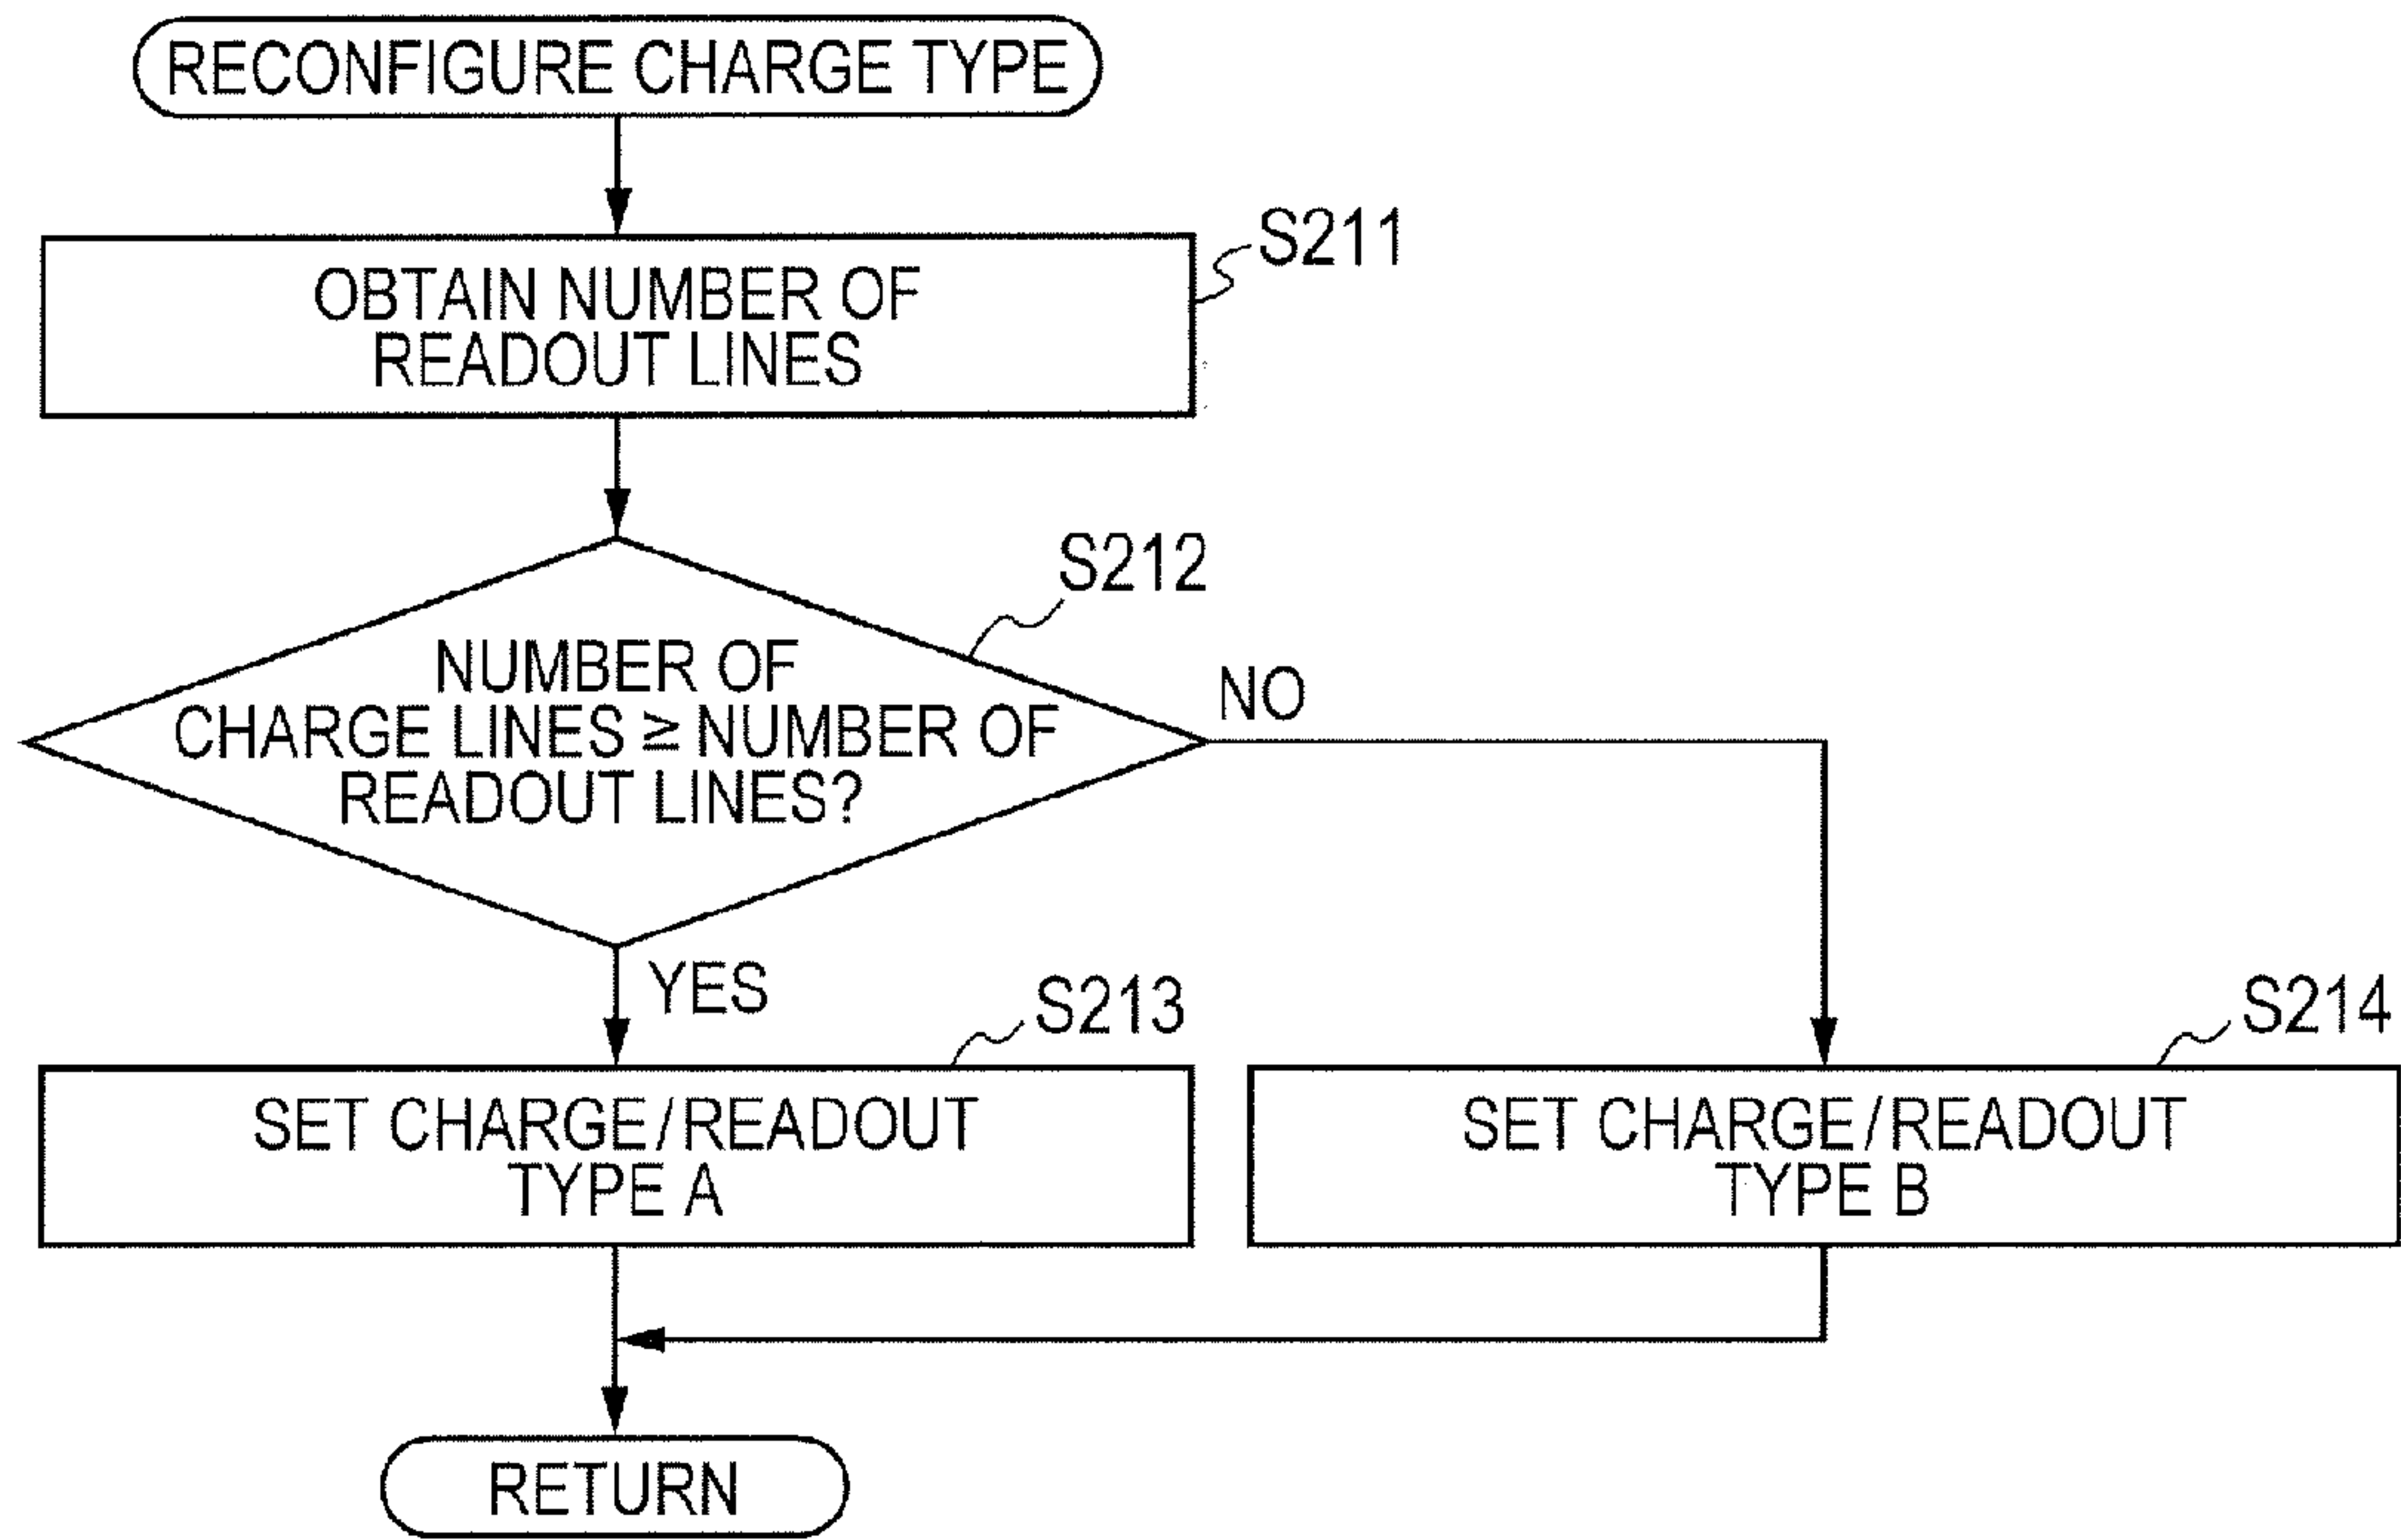 RECONFIGURE CHARGE TYPE
S211
OBTAIN NUMBER OF
READOUT LINES
S212
NUMBER OF
CHARGE LINES ≥ NUMBER OF
READOUT LINES?
NO
YES
S213
SET CHARGE/READOUT
TYPE A
S214
SET CHARGE/READOUT
TYPE B
RETURN